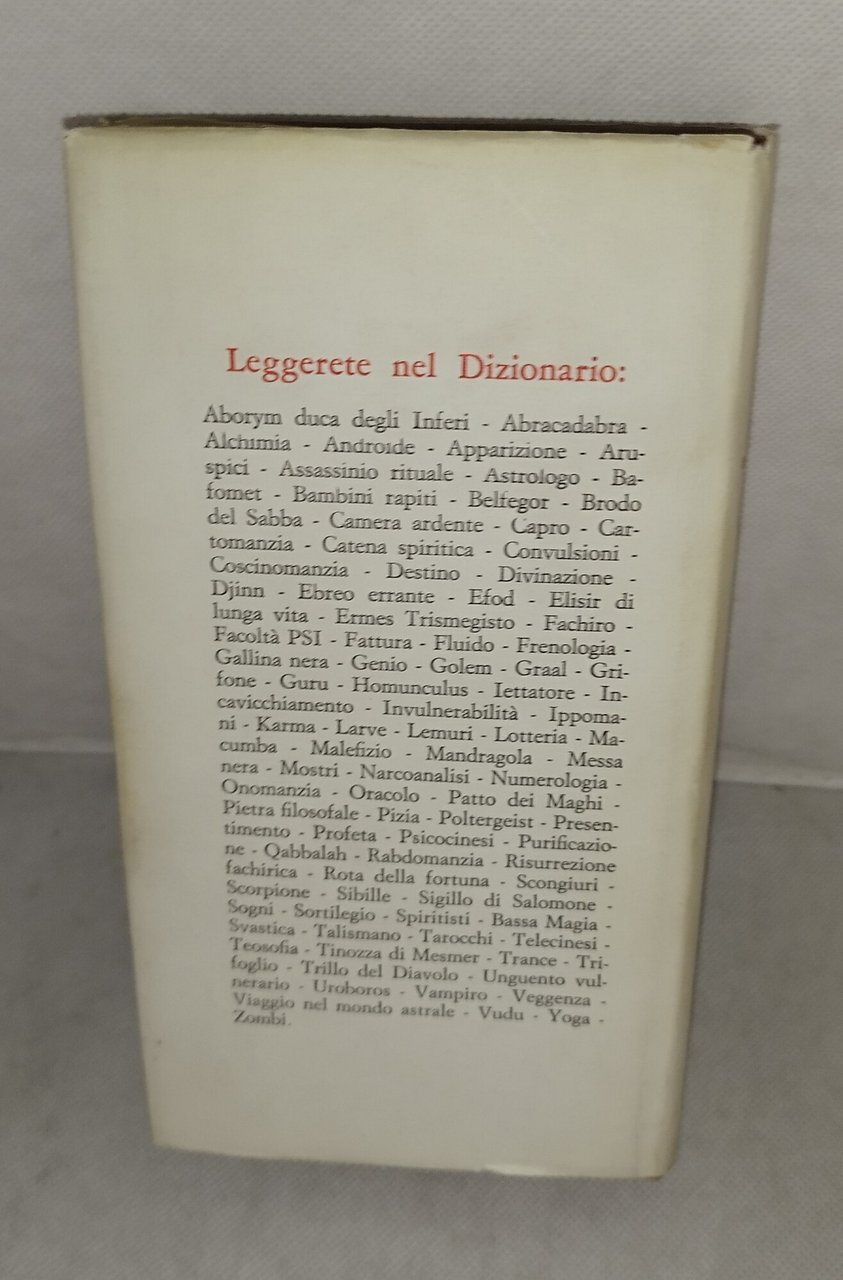 Leggerete nel Dizionario:
Aborym duca degli Inferi - Abracadabra -
Alchimia - Androide - Apparizione - Aru-
spici - Assassinio rituale - Astrologo - Ba-
fomet - Bambini rapiti - Belfegor - Brodo
del Sabba - Camera ardente - Capro - Car-
tomanzia - Catena spiritica - Convulsioni -
Coscinomanzia - Destino - Divinazione -
Djinn - Ebreo errante - Efod - Elisir di
lunga vita - Ermes Trismegisto - Fachiro -
Facoltà PSI - Fattura - Fluido - Frenologia -
Gallina nera - Genio - Golem - Graal - Gri-
fone - Guru - Homunculus - Iettatore - In-
cavicchiamento - Invulnerabilità - Ippoma-
ni - Karma - Larve - Lemuri - Lotteria - Ma-
cumba - Malefizio - Mandragola - Messa
nera - Mostri - Narcoanalisi - Numerologia -
Onomanzia - Oracolo - Patto dei Maghi -
Pietra filosofale - Pizia - Poltergeist - Presen-
timento - Profeta - Psicocinesi - Purificazio-
ne - Qabbalah - Rabdomanzia - Risurrezione
fachirica - Rota della fortuna - Scongiuri -
Scorpione - Sibille - Sigillo di Salomone -
Sogni - Sortilegio - Spiritisti - Bassa Magia -
Svastica - Talismano - Tarocchi - Telecinesi -
Teosofia - Tinozza di Mesmer - Trance - Tri-
foglio - Trillo del Diavolo - Unguento vul-
nerario - Uroboros - Vampiro - Veggenza -
Viaggio nel mondo astrale - Vudu - Yoga -
Zombi.